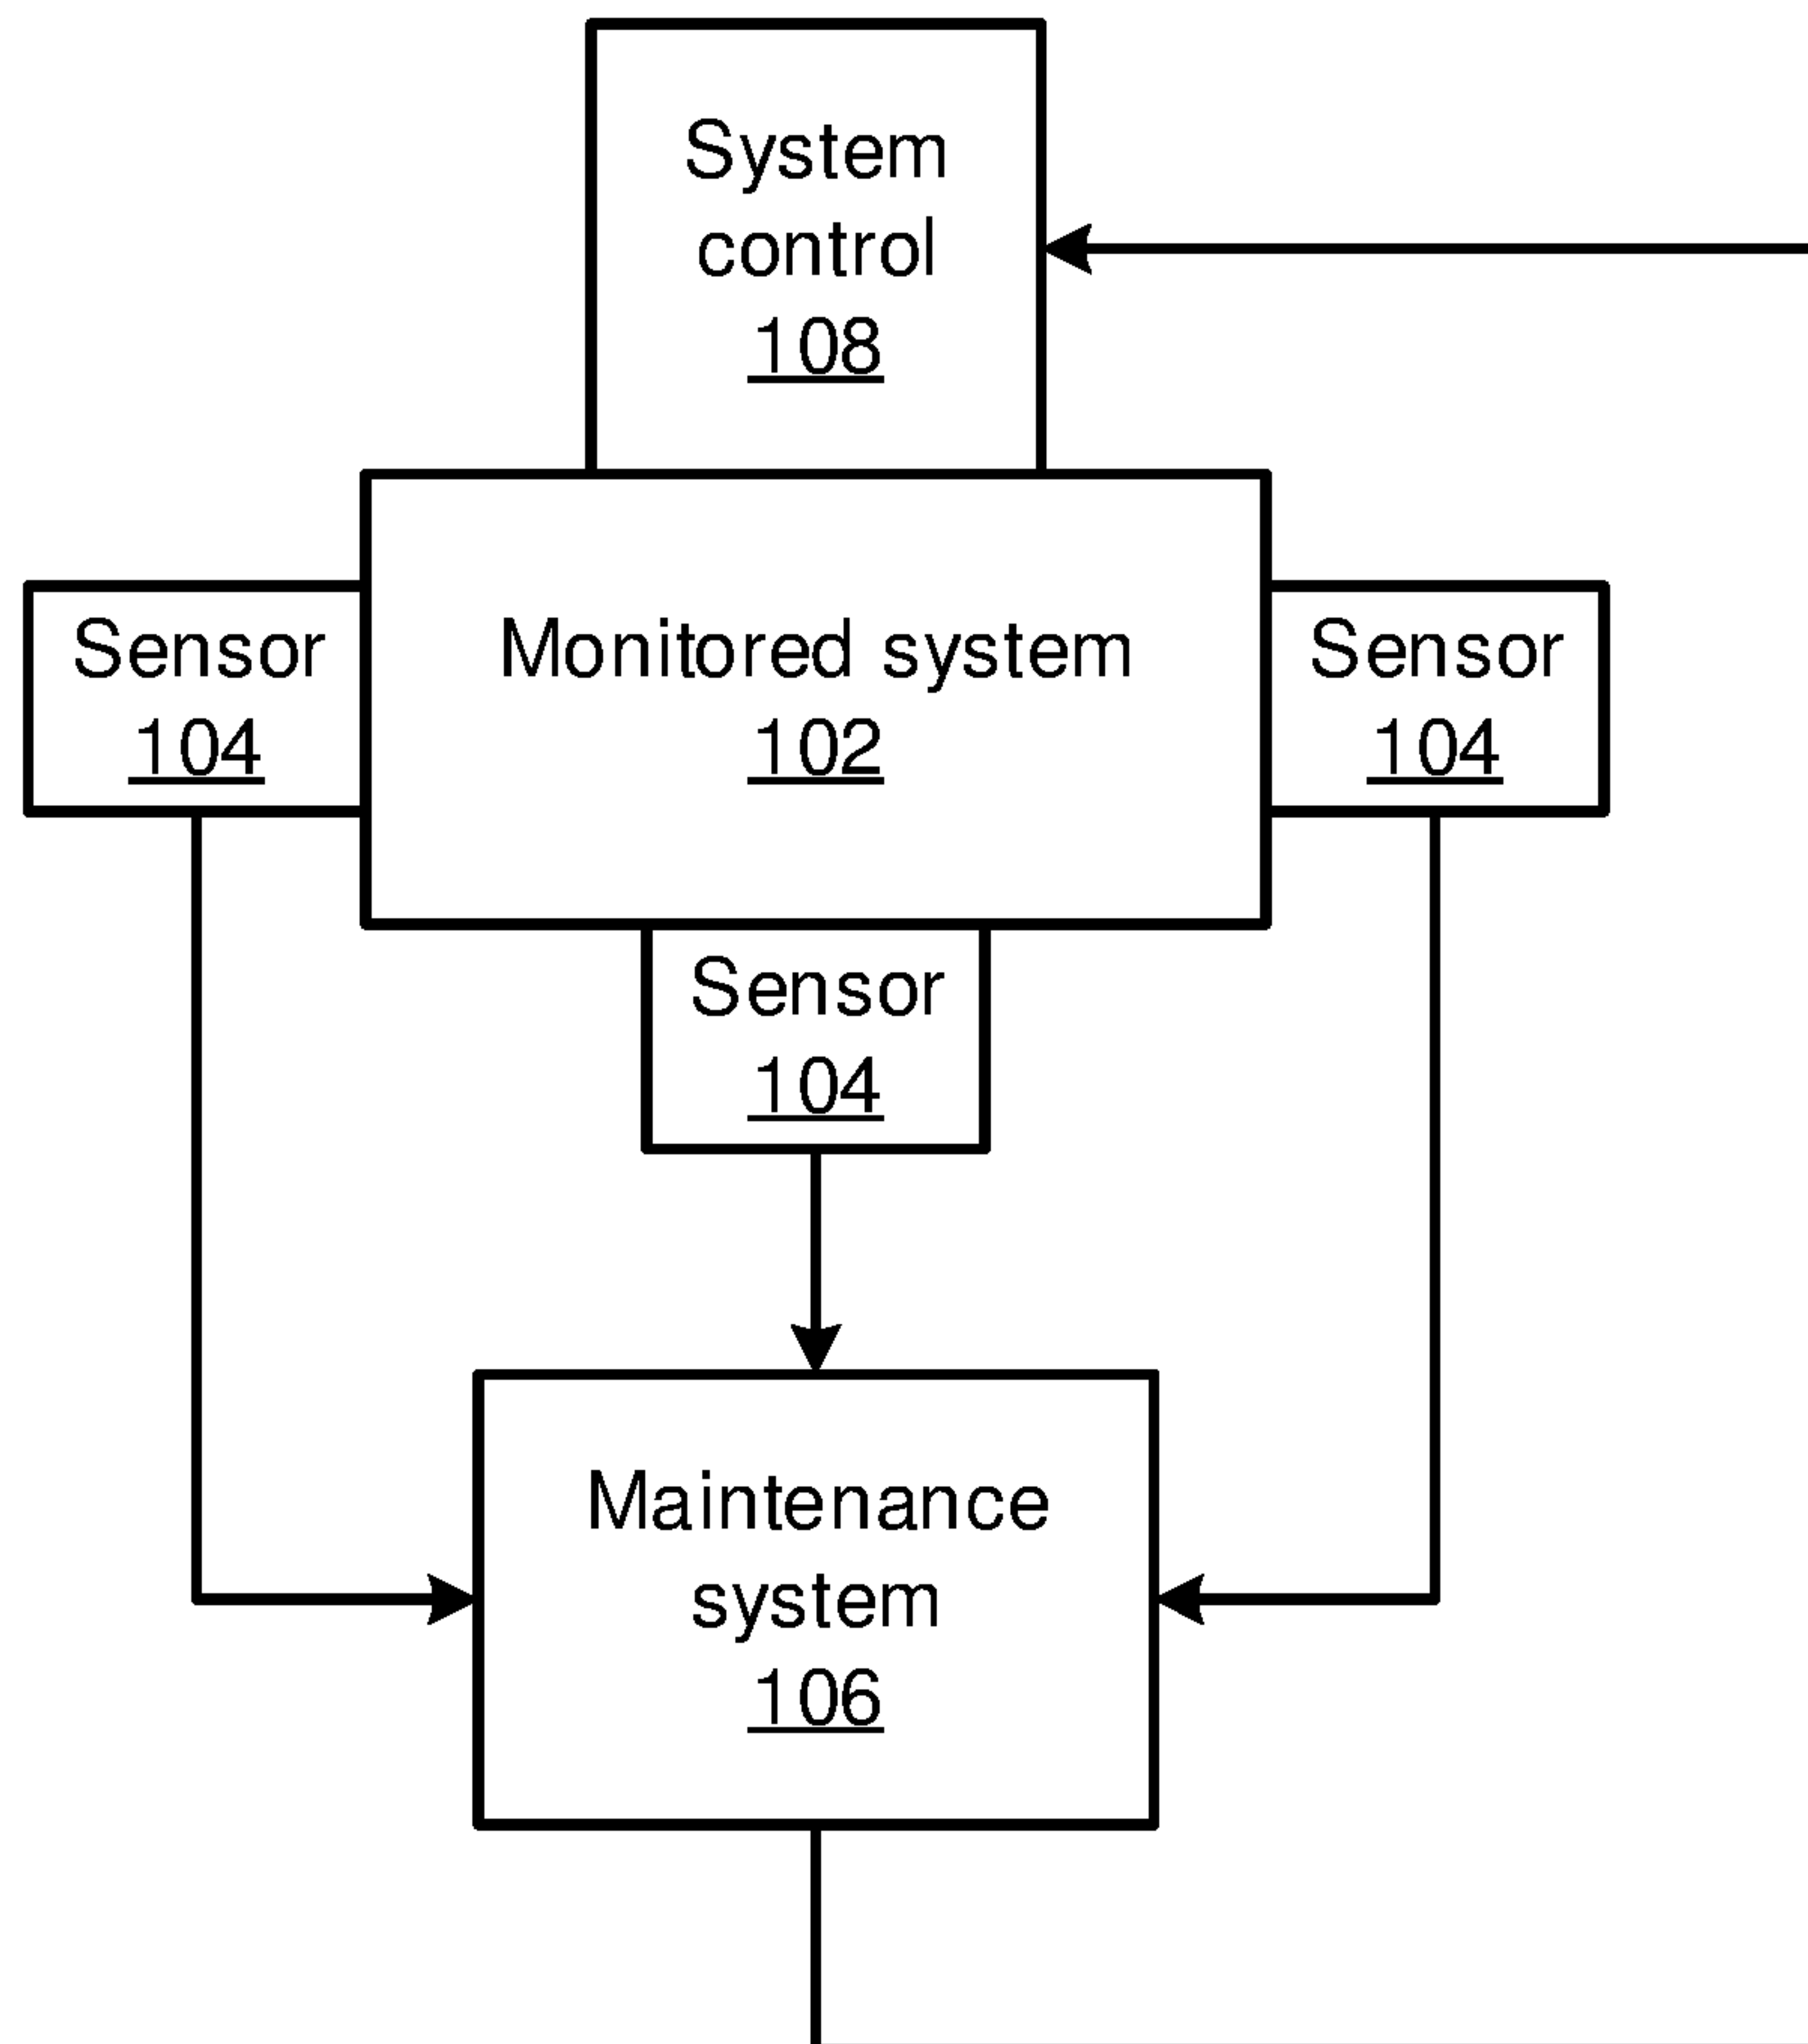 System
control
108
Sensor
104
Monitored system
102
Sensor
104
Sensor
104
Maintenance
system
106